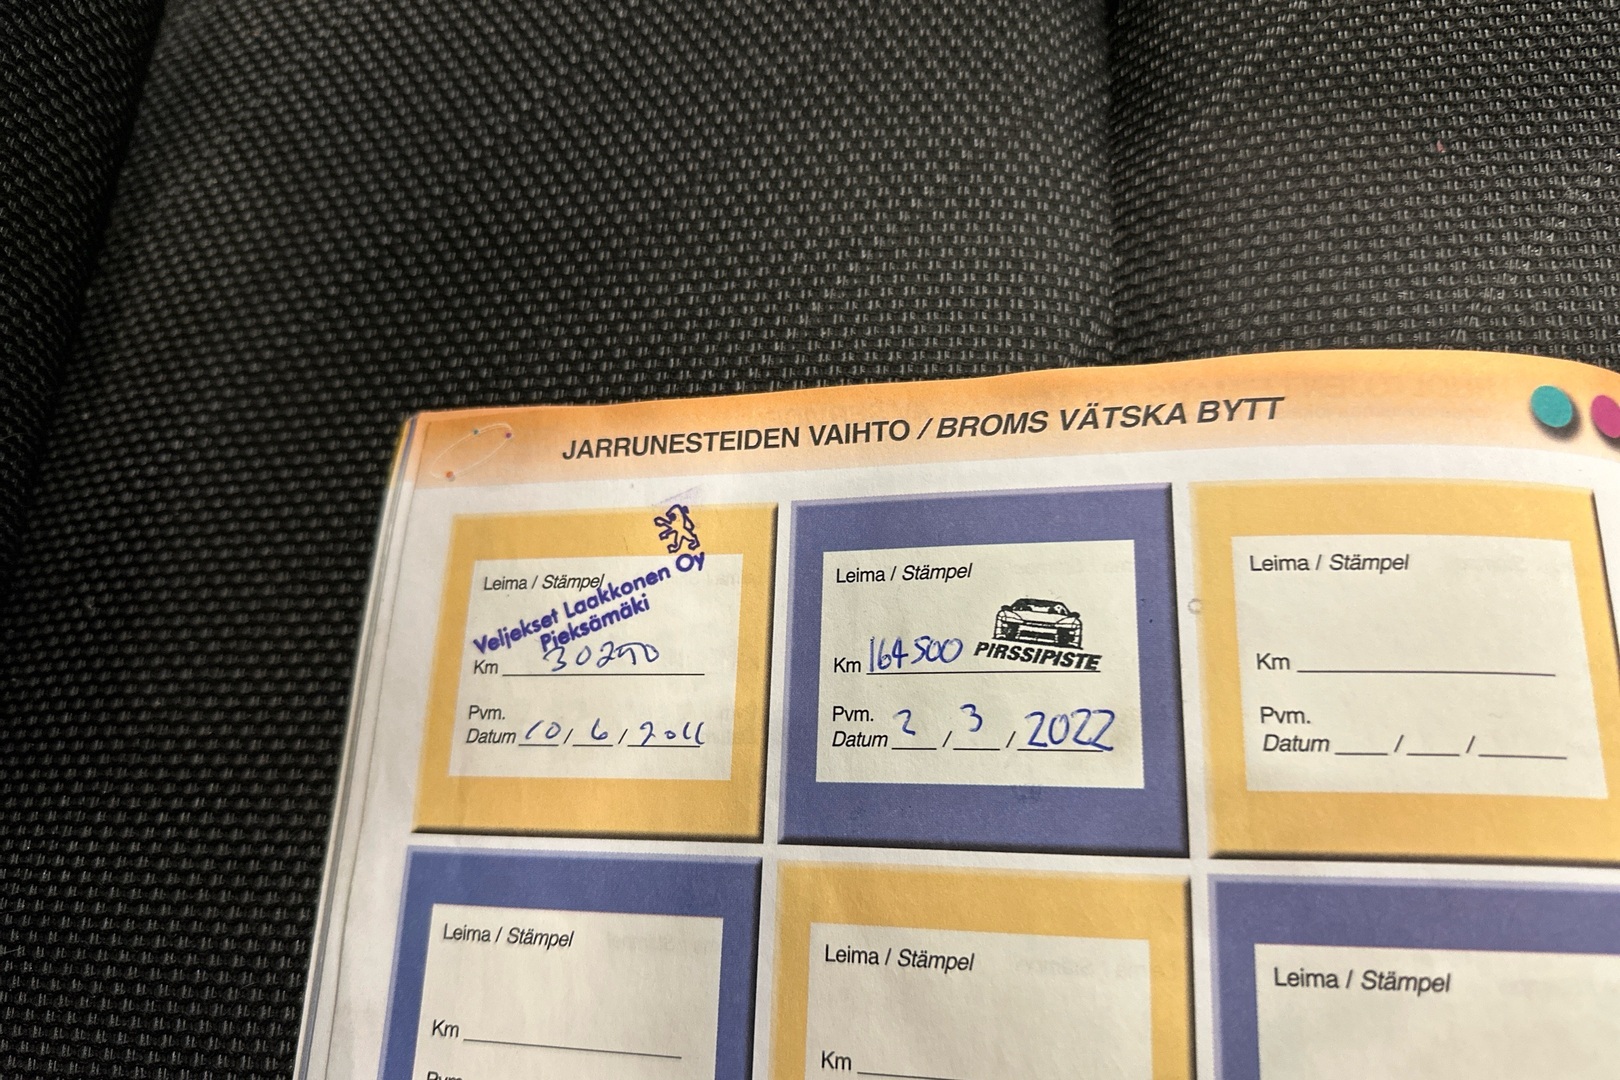 JARRUNESTEIDEN VAIHTO / BROMS VÄTSKA BYTT
Leima / Stämpel
Veljekset Laakkonen Oy
Pieksämäki
Km 30290
Pvm.
Datum 10 / 6 / 2011
Leima / Stämpel
PIRSSIPISTE
Km 164500
Pvm.
Datum 2 / 3 / 2022
Leima / Stämpel
Km
Pvm.
Datum / /
Leima / Stämpel
Km
Leima / Stämpel
Km
Leima / Stämpel